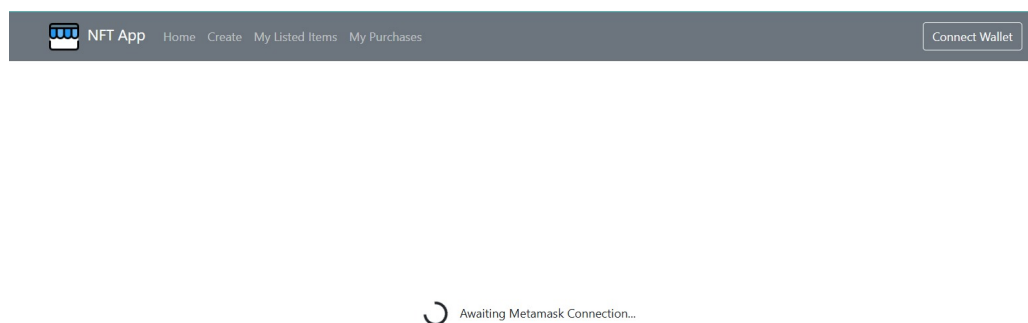 NFT App Home Create My Listed Items My Purchases Connect Wallet
Awaiting Metamask Connection...